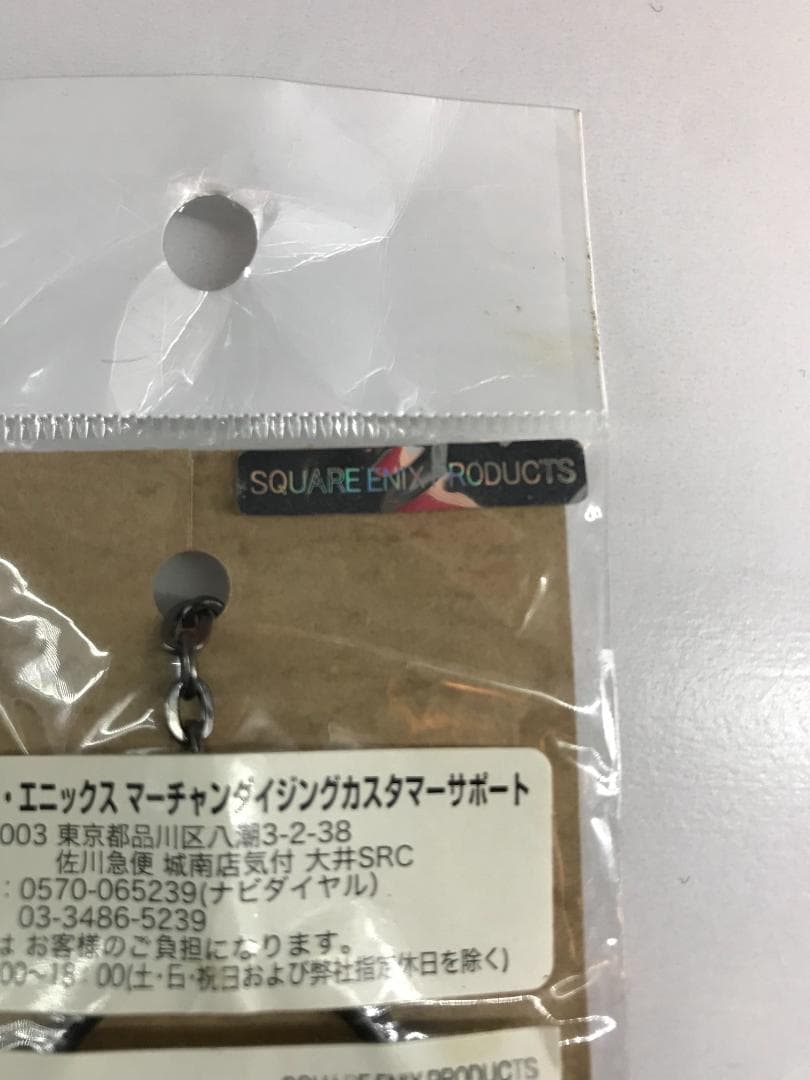 SQUARE ENIX PRODUCTS
・エニックス マーチャンダイジングカスタマーサポート
003 東京都品川区八潮3-2-38
佐川急便 城南店気付 大井SRC
：0570-065239(ナビダイヤル)
03-3486-5239
は お客様のご負担になります。
00～18：00(土・日・祝日および弊社指定休日を除く)
SQUARE ENIX PRODUCTS